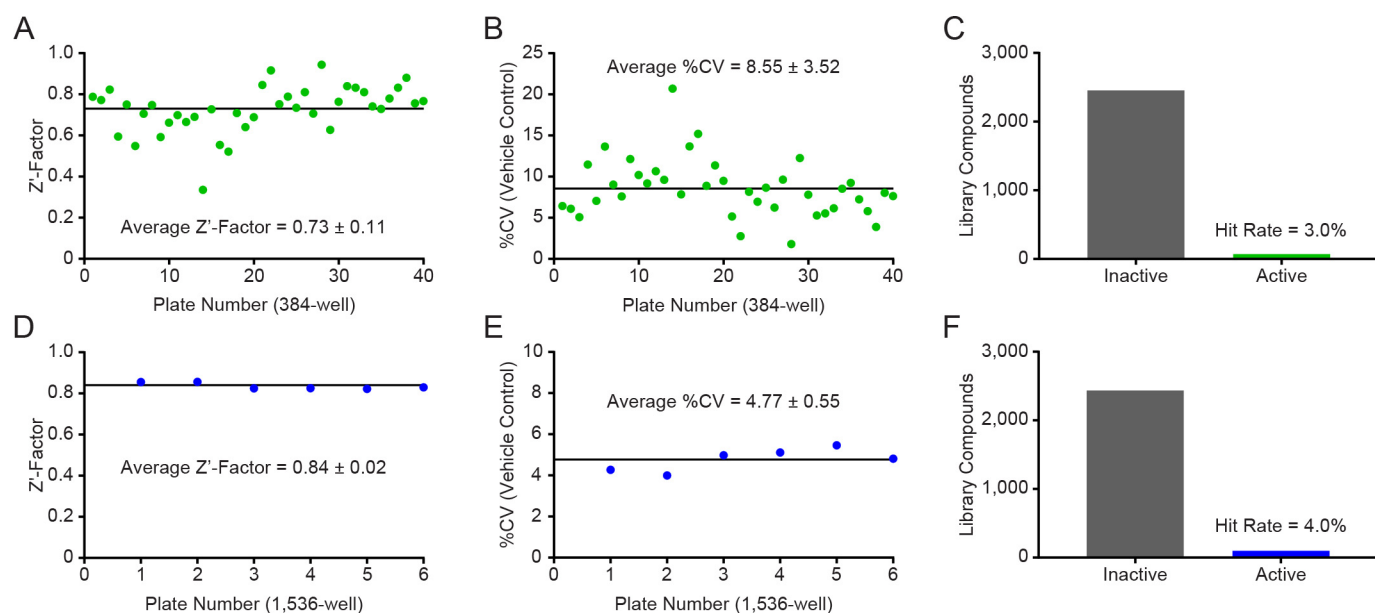 A
1.0
0.8
0.6
0.4
0.2
0
Z'-Factor
Average Z’-Factor = 0.73 ± 0.11
0 10 20 30 40
Plate Number (384-well)
B
25
20
15
10
5
0
%CV (Vehicle Control)
Average %CV = 8.55 ± 3.52
0 10 20 30 40
Plate Number (384-well)
C
3,000
2,000
1,000
0
Library Compounds
Hit Rate = 3.0%
Inactive Active
D
1.0
0.8
0.6
0.4
0.2
0
Z'-Factor
Average Z’-Factor = 0.84 ± 0.02
0 1 2 3 4 5 6
Plate Number (1,536-well)
E
10
8
6
4
2
0
%CV (Vehicle Control)
Average %CV = 4.77 ± 0.55
0 1 2 3 4 5 6
Plate Number (1,536-well)
F
3,000
2,000
1,000
0
Library Compounds
Hit Rate = 4.0%
Inactive Active